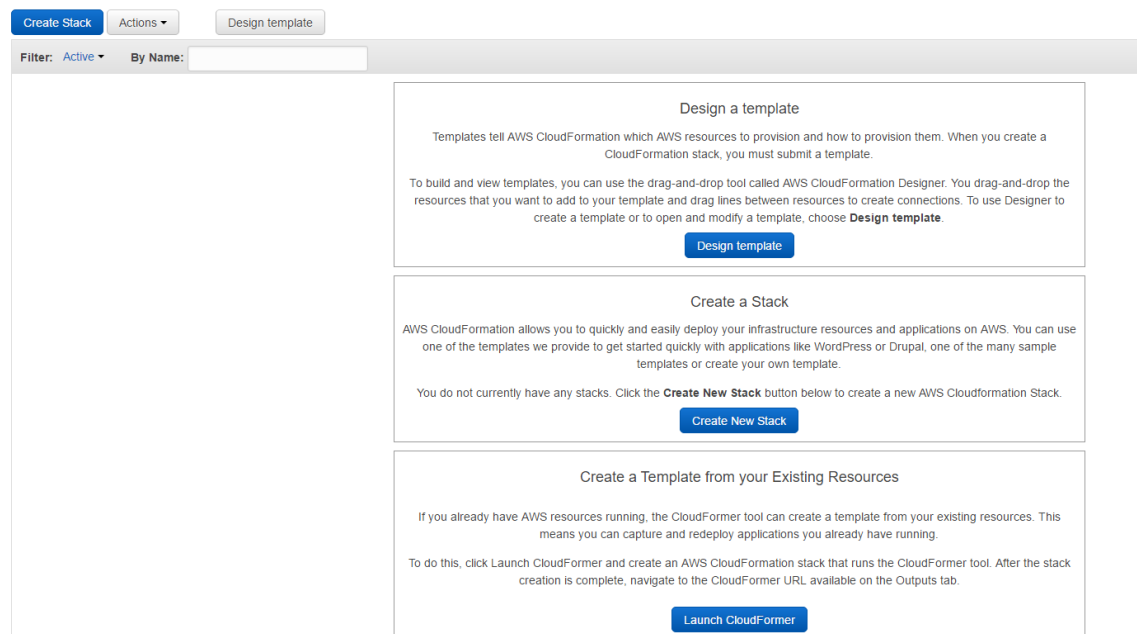 Create Stack Actions Design template
Filter: Active By Name:
Design a template
Templates tell AWS CloudFormation which AWS resources to provision and how to provision them. When you create a
CloudFormation stack, you must submit a template.
To build and view templates, you can use the drag-and-drop tool called AWS CloudFormation Designer. You drag-and-drop the
resources that you want to add to your template and drag lines between resources to create connections. To use Designer to
create a template or to open and modify a template, choose Design template.
Design template
Create a Stack
AWS CloudFormation allows you to quickly and easily deploy your infrastructure resources and applications on AWS. You can use
one of the templates we provide to get started quickly with applications like WordPress or Drupal, one of the many sample
templates or create your own template.
You do not currently have any stacks. Click the Create New Stack button below to create a new AWS Cloudformation Stack.
Create New Stack
Create a Template from your Existing Resources
If you already have AWS resources running, the CloudFormer tool can create a template from your existing resources. This
means you can capture and redeploy applications you already have running.
To do this, click Launch CloudFormer and create an AWS CloudFormation stack that runs the CloudFormer tool. After the stack
creation is complete, navigate to the CloudFormer URL available on the Outputs tab.
Launch CloudFormer